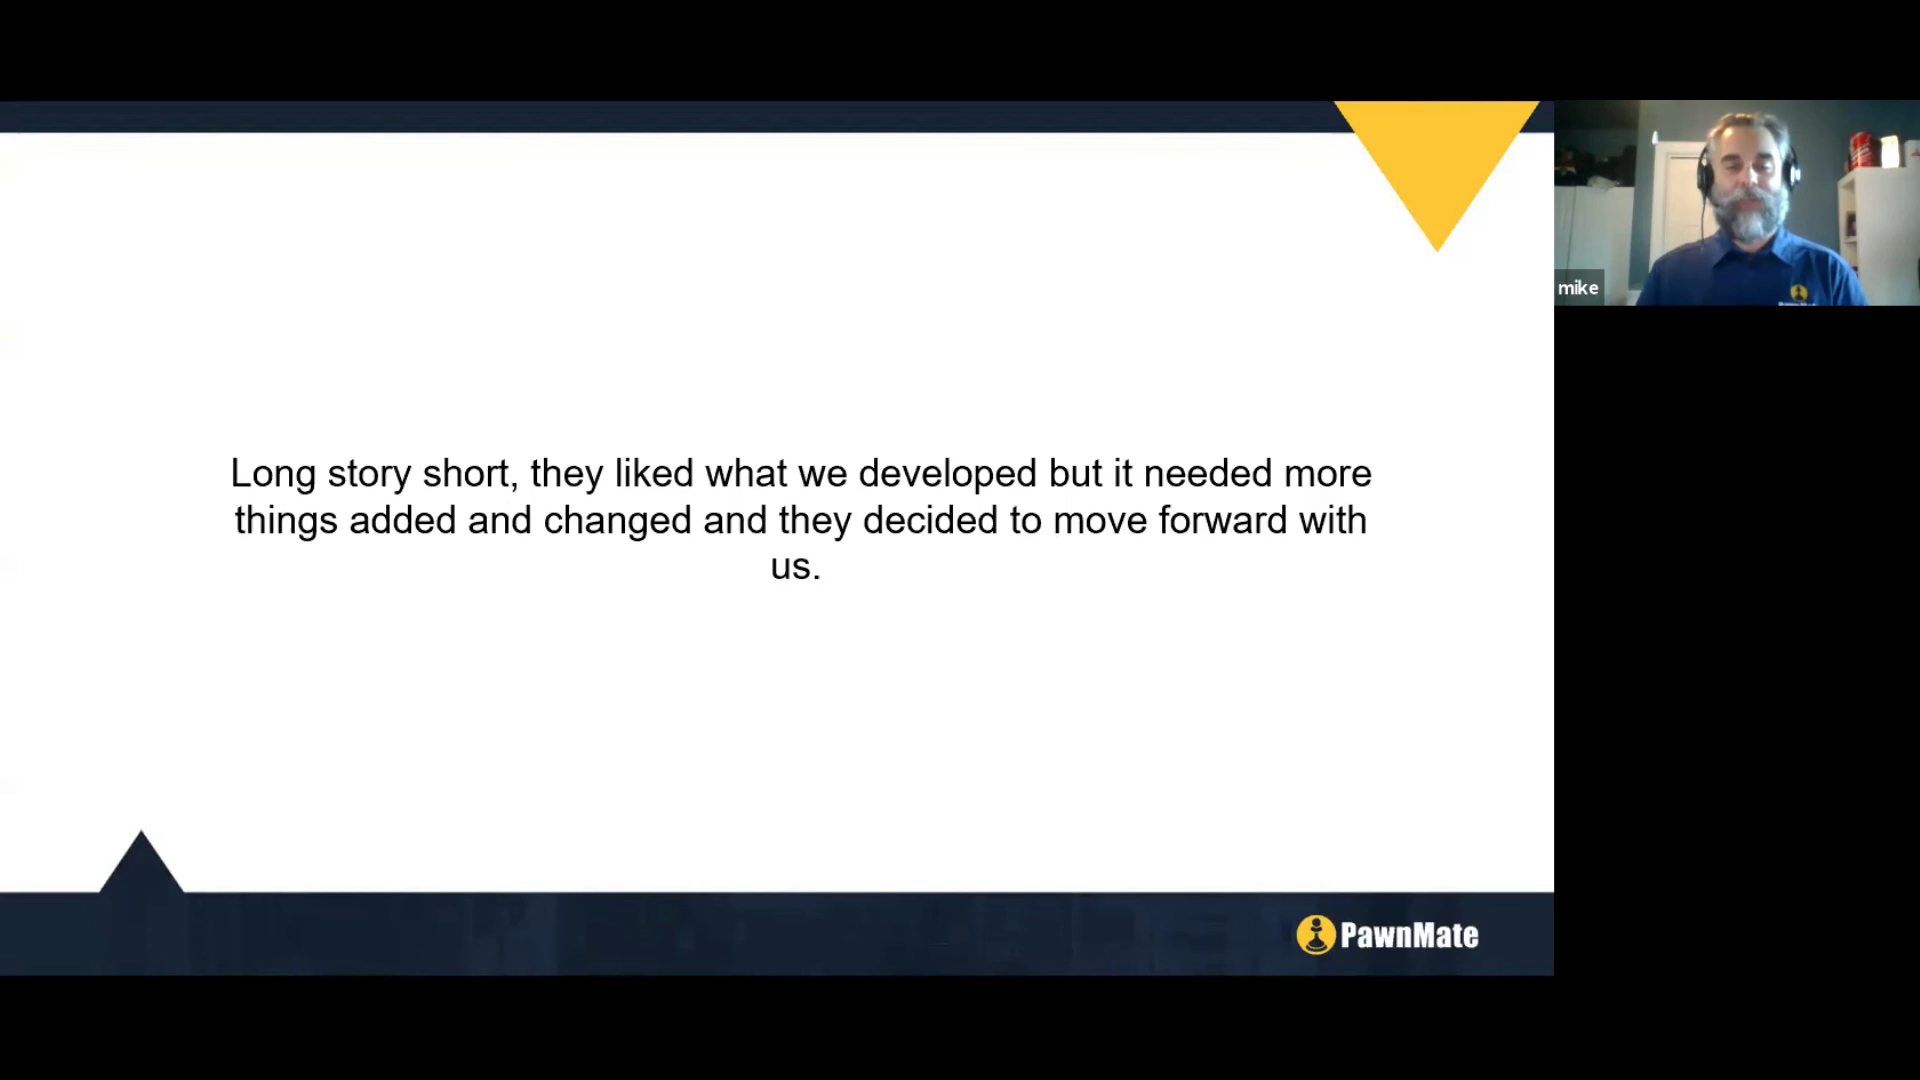 Long story short, they liked what we developed but it needed more
things added and changed and they decided to move forward with
us.
mike
PawnMate